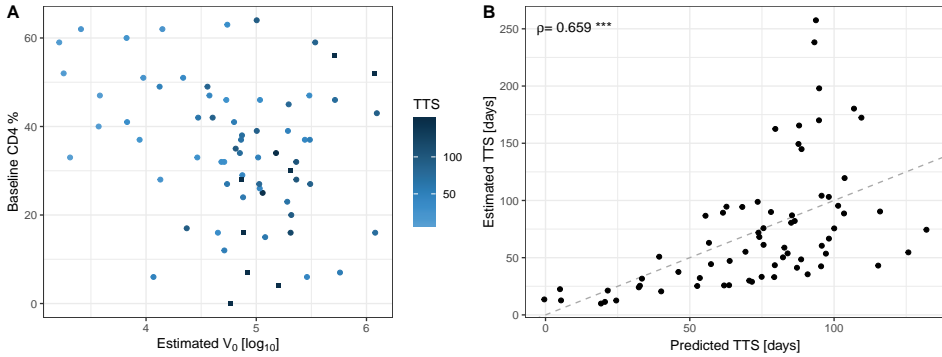 A
60
40
20
0
Baseline CD4 %
4
5
6
Estimated V₀ [log₁₀]
TTS
100
50
B
ρ= 0.659 ***
250
200
150
100
50
0
Estimated TTS [days]
0
50
100
Predicted TTS [days]